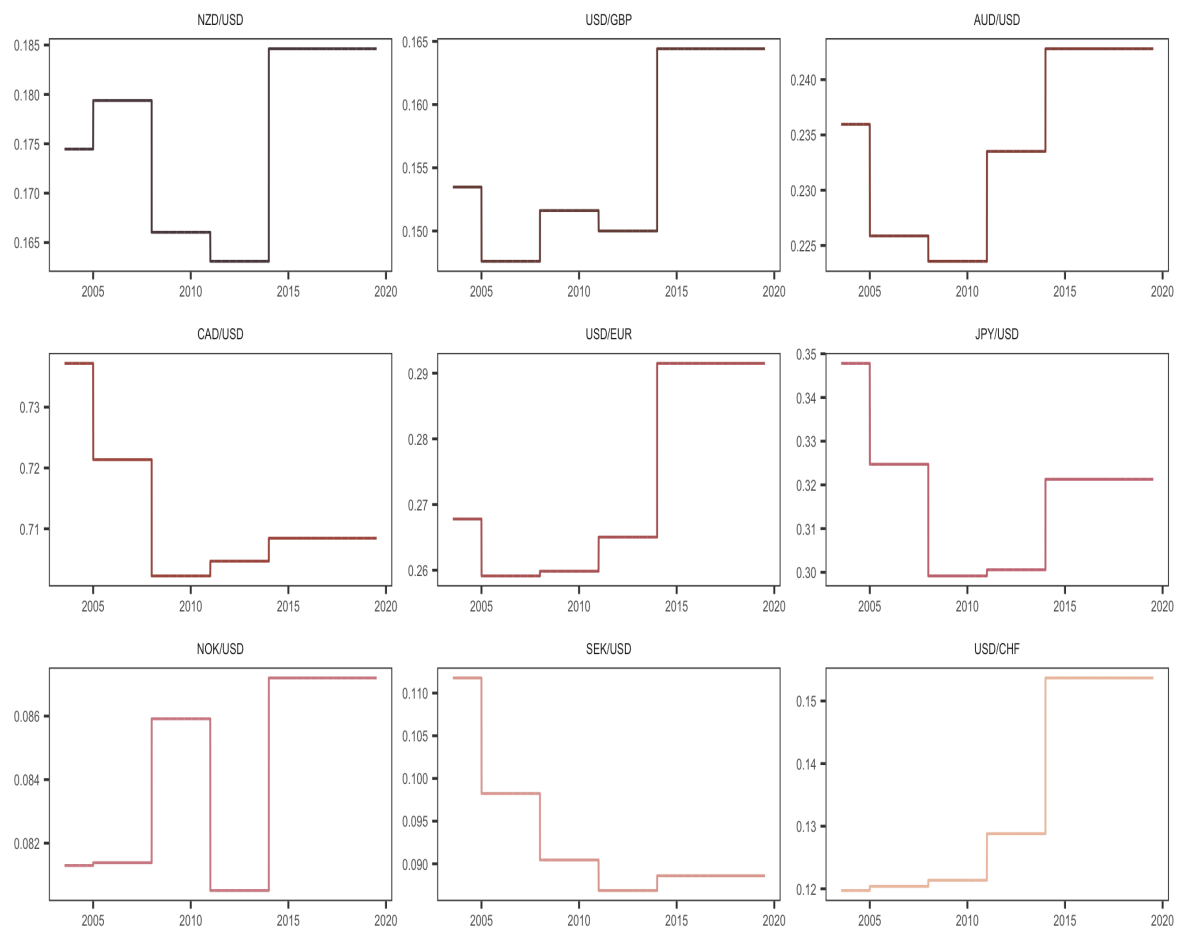 NZD/USD
0.185
0.180
0.175
0.170
0.165
2005 2010 2015 2020
USD/GBP
0.165
0.160
0.155
0.150
2005 2010 2015 2020
AUD/USD
0.240
0.235
0.230
0.225
2005 2010 2015 2020
CAD/USD
0.73
0.72
0.71
2005 2010 2015 2020
USD/EUR
0.29
0.28
0.27
0.26
2005 2010 2015 2020
JPY/USD
0.35
0.34
0.33
0.32
0.31
0.30
2005 2010 2015 2020
NOK/USD
0.086
0.084
0.082
2005 2010 2015 2020
SEK/USD
0.110
0.105
0.100
0.095
0.090
2005 2010 2015 2020
USD/CHF
0.15
0.14
0.13
0.12
2005 2010 2015 2020